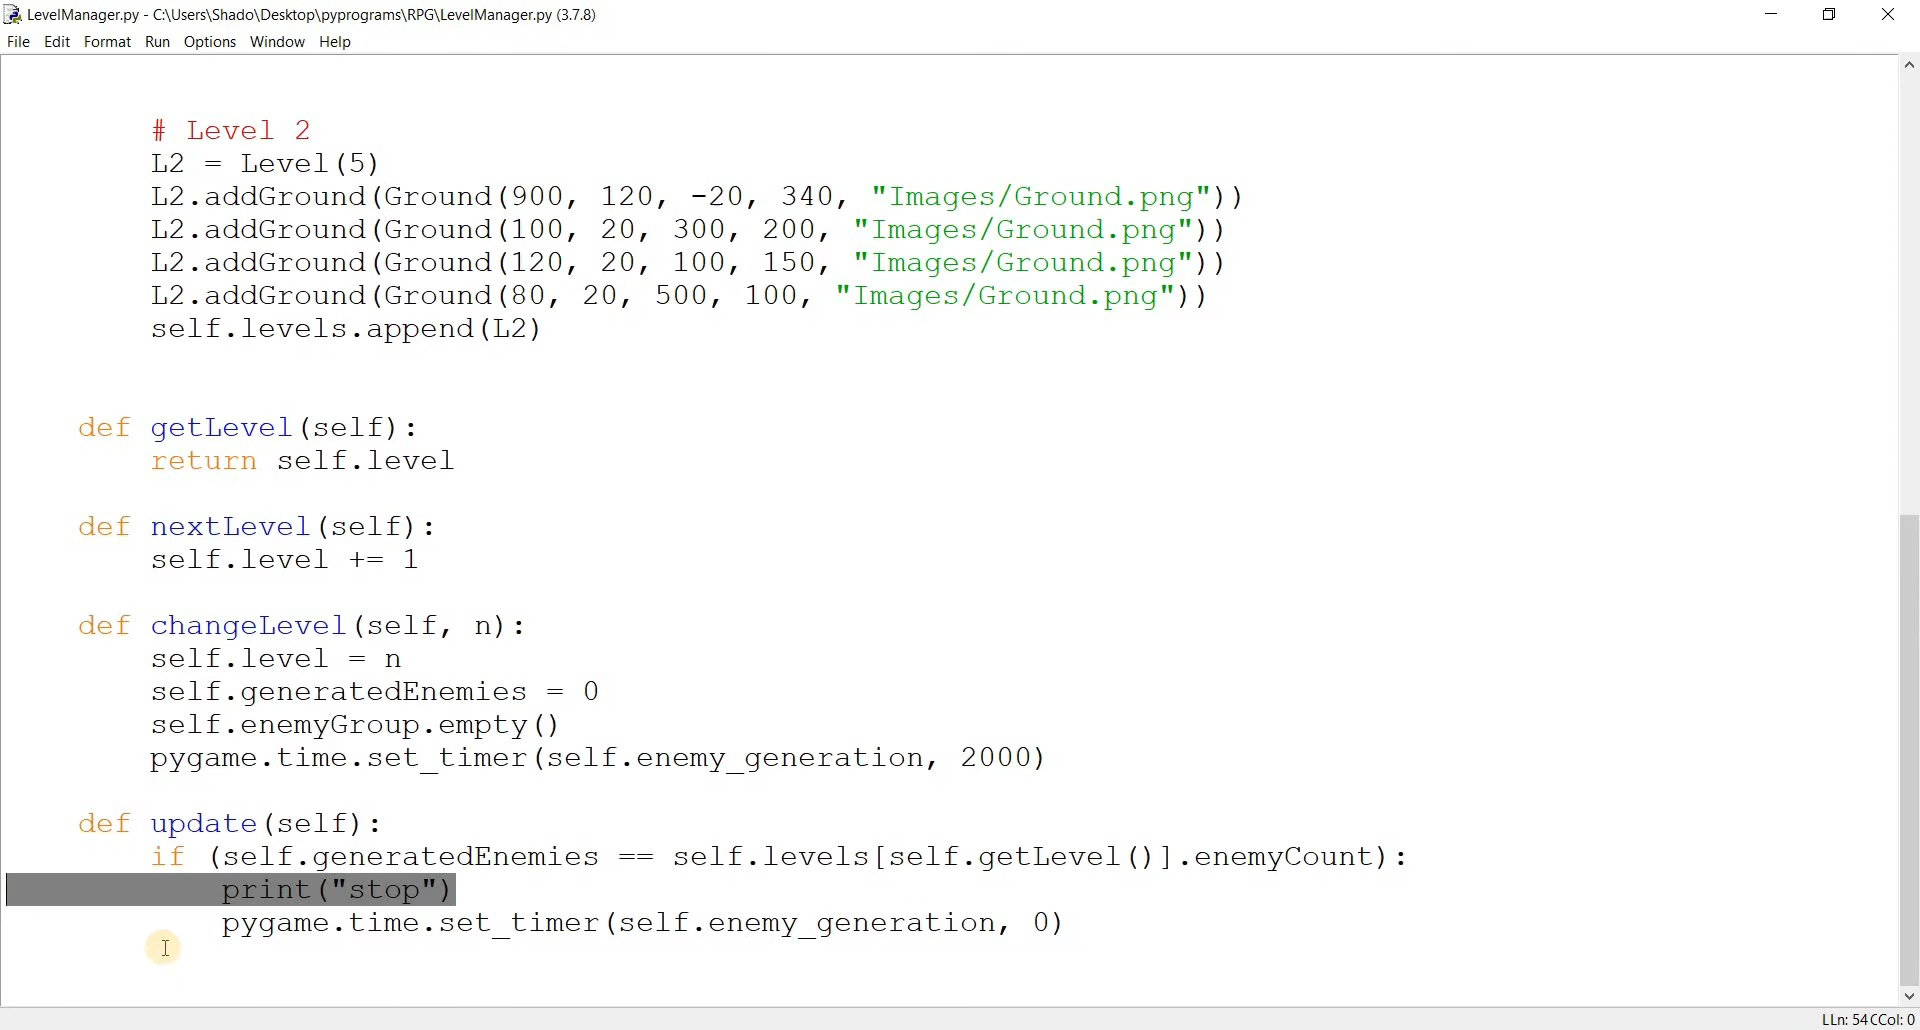 LevelManager.py - C:\Users\Shado\Desktop\pyprograms\RPG\LevelManager.py (3.7.8)
File Edit Format Run Options Window Help
# Level 2
L2 = Level(5)
L2.addGround(Ground(900, 120, -20, 340, "Images/Ground.png"))
L2.addGround(Ground(100, 20, 300, 200, "Images/Ground.png"))
L2.addGround(Ground(120, 20, 100, 150, "Images/Ground.png"))
L2.addGround(Ground(80, 20, 500, 100, "Images/Ground.png"))
self.levels.append(L2)
def getLevel(self):
return self.level
def nextLevel(self):
self.level += 1
def changeLevel(self, n):
self.level = n
self.generatedEnemies = 0
self.enemyGroup.empty()
pygame.time.set_timer(self.enemy_generation, 2000)
def update(self):
if (self.generatedEnemies == self.levels[self.getLevel()].enemyCount):
print("stop")
pygame.time.set_timer(self.enemy_generation, 0)
LLn: 54CCol: 0